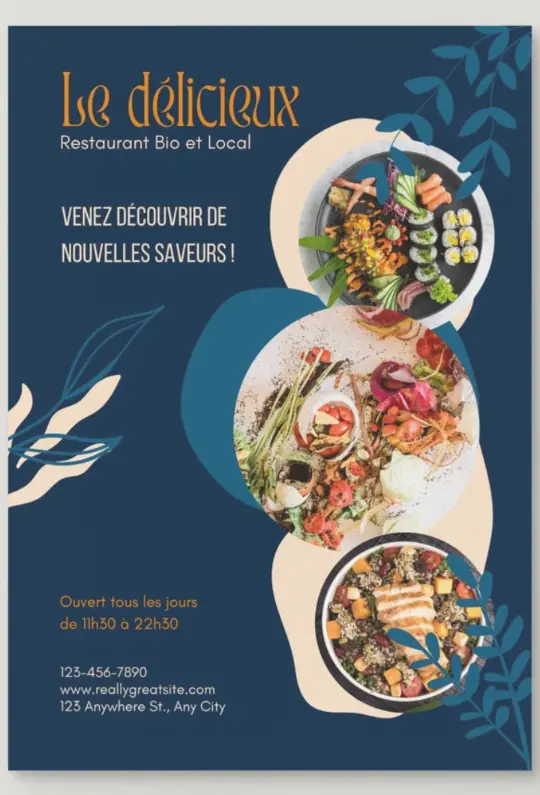 Le délicieux
Restaurant Bio et Local
VENEZ DÉCOUVRIR DE
NOUVELLES SAVEURS !
Ouvert tous les jours
de 11h30 à 22h30
123-456-7890
www.reallygreatsite.com
123 Anywhere St., Any City